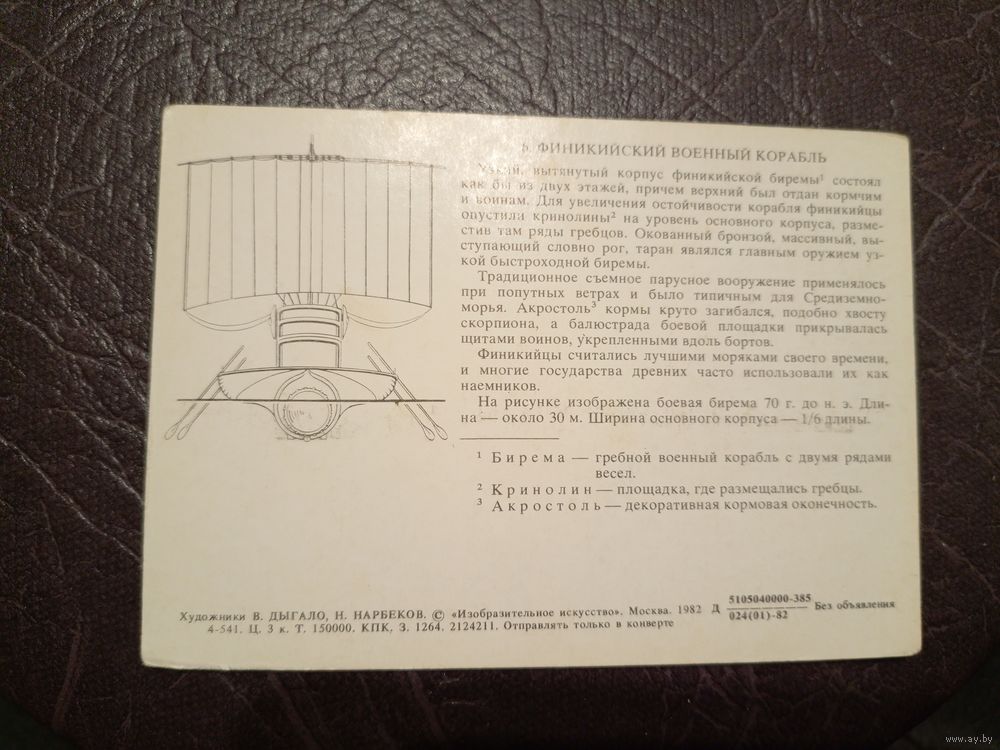 ФИНИКИЙСКИЙ ВОЕННЫЙ КОРАБЛЬ
Узкий, вытянутый корпус финикийской биремы¹ состоял
как бы из двух этажей, причем верхний был отдан кормчим
и воинам. Для увеличения остойчивости корабля финикийцы
опустили кринолины² на уровень основного корпуса, разме-
стив там ряды гребцов. Окованный бронзой, массивный, вы-
ступающий словно рог, таран являлся главным оружием уз-
кой быстроходной биремы.
Традиционное съемное парусное вооружение применялось
при попутных ветрах и было типичным для Средиземно-
морья. Акростоль³ кормы круто загибался, подобно хвосту
скорпиона, а балюстрада боевой площадки прикрывалась
щитами воинов, укрепленными вдоль бортов.
Финикийцы считались лучшими моряками своего времени,
и многие государства древних часто использовали их как
наемников.
На рисунке изображена боевая бирема 70 г. до н. э. Дли-
на — около 30 м. Ширина основного корпуса — 1/6 длины.
¹ Бирема — гребной военный корабль с двумя рядами
весел.
² Кринолин — площадка, где размещались гребцы.
³ Акростоль — декоративная кормовая оконечность.
Художники В. ДЫГАЛО, Н. НАРБЕКОВ. © «Изобразительное искусство». Москва. 1982 Д 5105040000-385 / 024(01)-82 Без объявления
4-541. Ц. 3 к. Т. 150000. КПК. З. 1264. 2124211. Отправлять только в конверте
www.ay.by